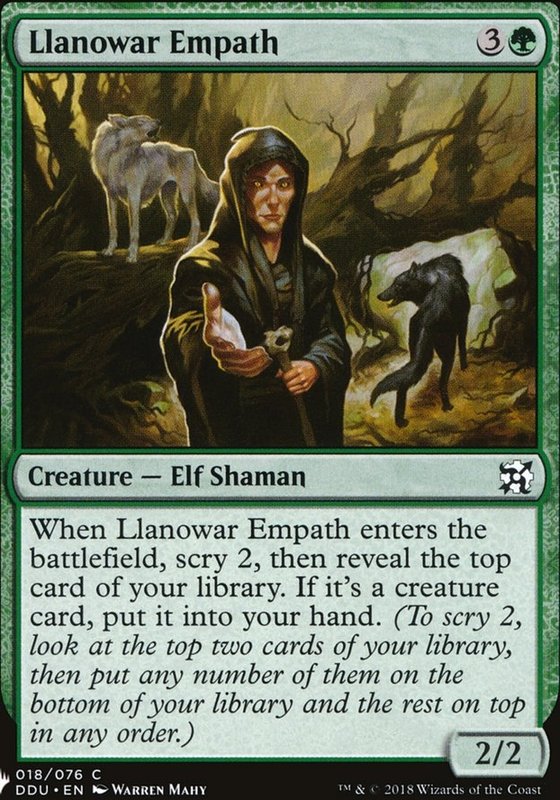 Llanowar Empath 3
Creature — Elf Shaman
When Llanowar Empath enters the
battlefield, scry 2, then reveal the top
card of your library. If it's a creature
card, put it into your hand. (To scry 2,
look at the top two cards of your library,
then put any number of them on the
bottom of your library and the rest on top
in any order.)
2/2
018/076 C
DDU • EN Warren Mahy
™ & © 2018 Wizards of the Coast